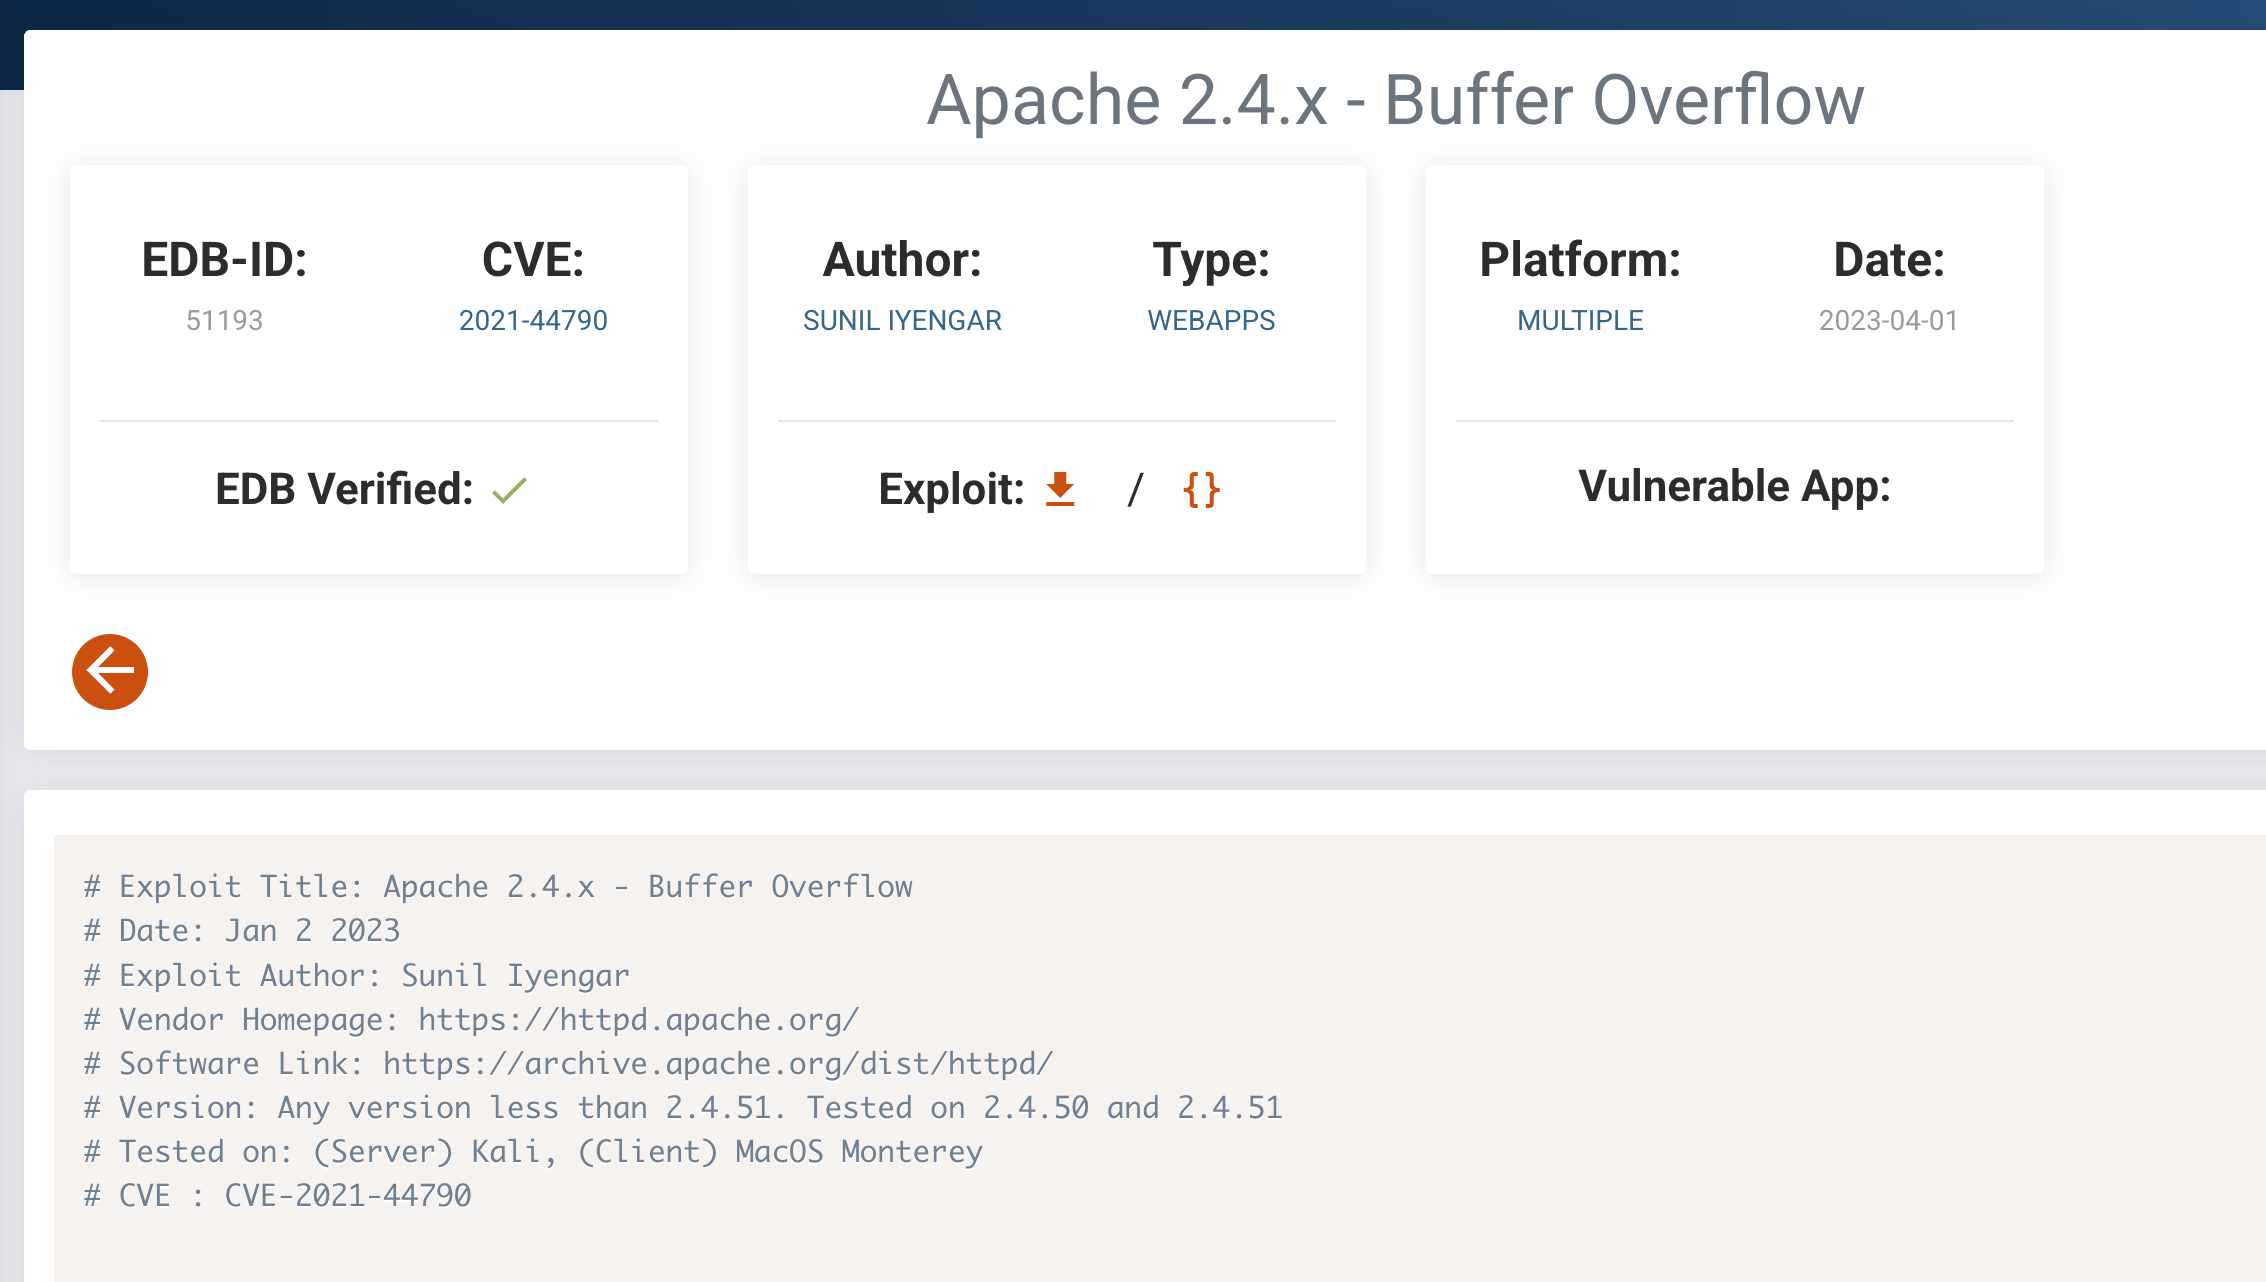 Apache 2.4.x - Buffer Overflow
EDB-ID:
51193
CVE:
2021-44790
EDB Verified:
Author:
SUNIL IYENGAR
Type:
WEBAPPS
Exploit: / {}
Platform:
MULTIPLE
Date:
2023-04-01
Vulnerable App:
# Exploit Title: Apache 2.4.x - Buffer Overflow
# Date: Jan 2 2023
# Exploit Author: Sunil Iyengar
# Vendor Homepage: https://httpd.apache.org/
# Software Link: https://archive.apache.org/dist/httpd/
# Version: Any version less than 2.4.51. Tested on 2.4.50 and 2.4.51
# Tested on: (Server) Kali, (Client) MacOS Monterey
# CVE : CVE-2021-44790